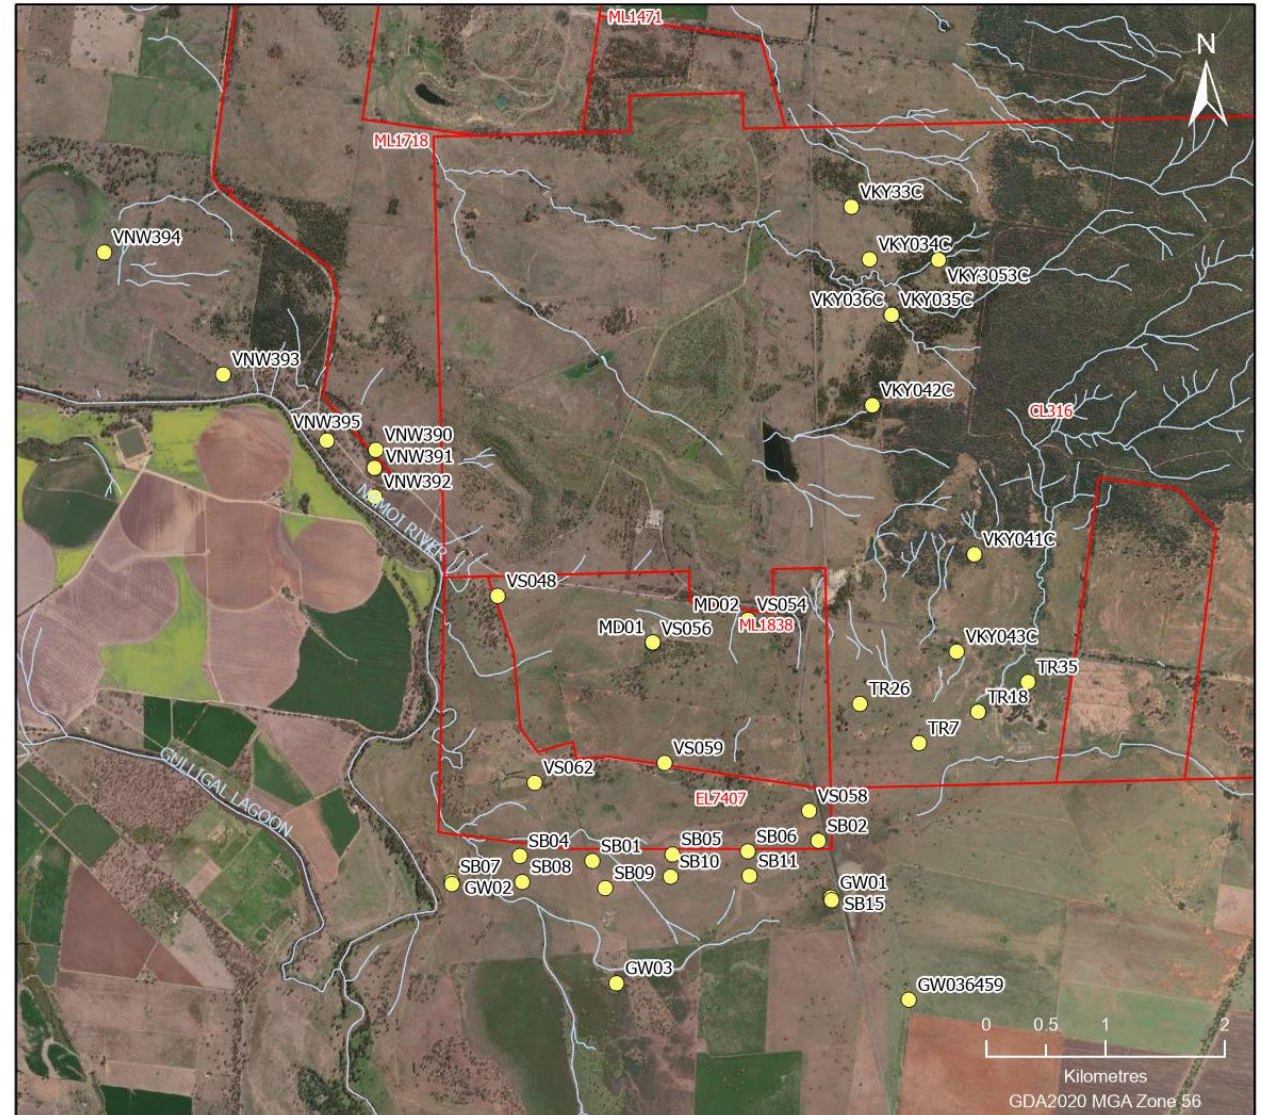 ML1471
N
ML1718
VKY33C
VNW394
VKY034C
VKY3053C
VKY036C
VKY035C
VNW393
VKY042C
CL316
VNW395
VNW390
VNW391
VNW392
NAMOI RIVER
VKY041C
VS048
MD02
VS054
ML1838
MD01
VS056
VKY043C
TR35
TR26
TR18
TR7
GULLIGAL LAGOON
VS059
VS062
EL7407
VS058
SB02
SB04
SB01
SB05
SB06
SB07
SB08
SB10
SB11
GW02
SB09
GW01
SB15
GW03
GW036459
0 0.5 1 2
Kilometres
GDA2020 MGA Zone 56